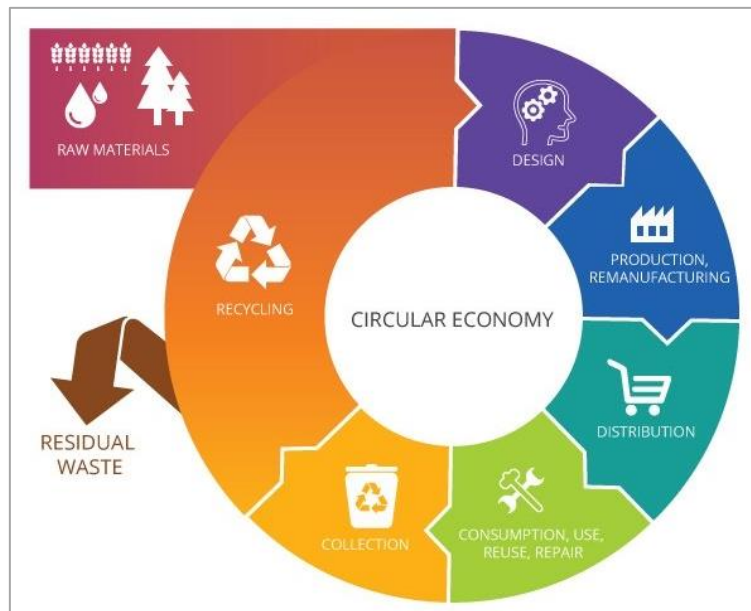 RAW MATERIALS
DESIGN
PRODUCTION,
REMANUFACTURING
RECYCLING
CIRCULAR ECONOMY
DISTRIBUTION
RESIDUAL
WASTE
CONSUMPTION, USE,
REUSE, REPAIR
COLLECTION